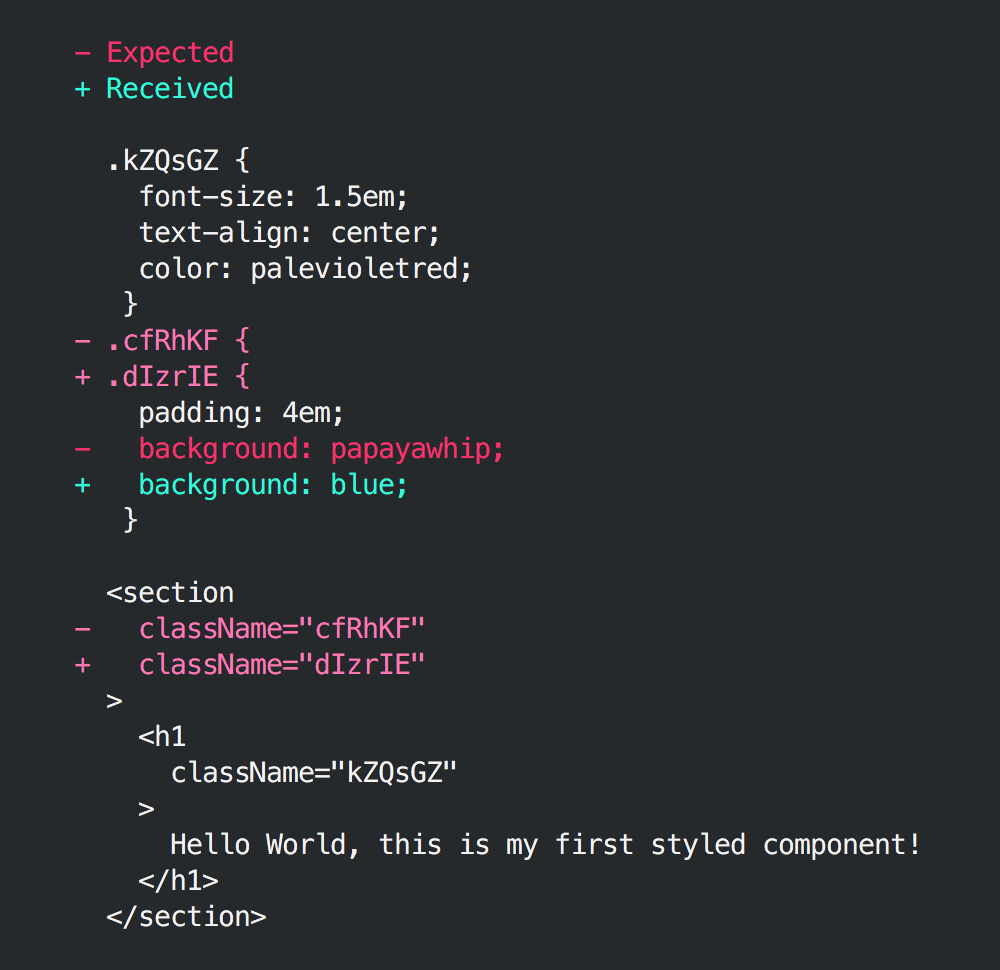 - Expected
+ Received

  .kZQsGZ {
    font-size: 1.5em;
    text-align: center;
    color: palevioletred;
   }
- .cfRhKF {
+ .dIzrIE {
    padding: 4em;
-   background: papayawhip;
+   background: blue;
   }

  <section
-   className="cfRhKF"
+   className="dIzrIE"
  >
    <h1
      className="kZQsGZ"
    >
      Hello World, this is my first styled component!
    </h1>
  </section>